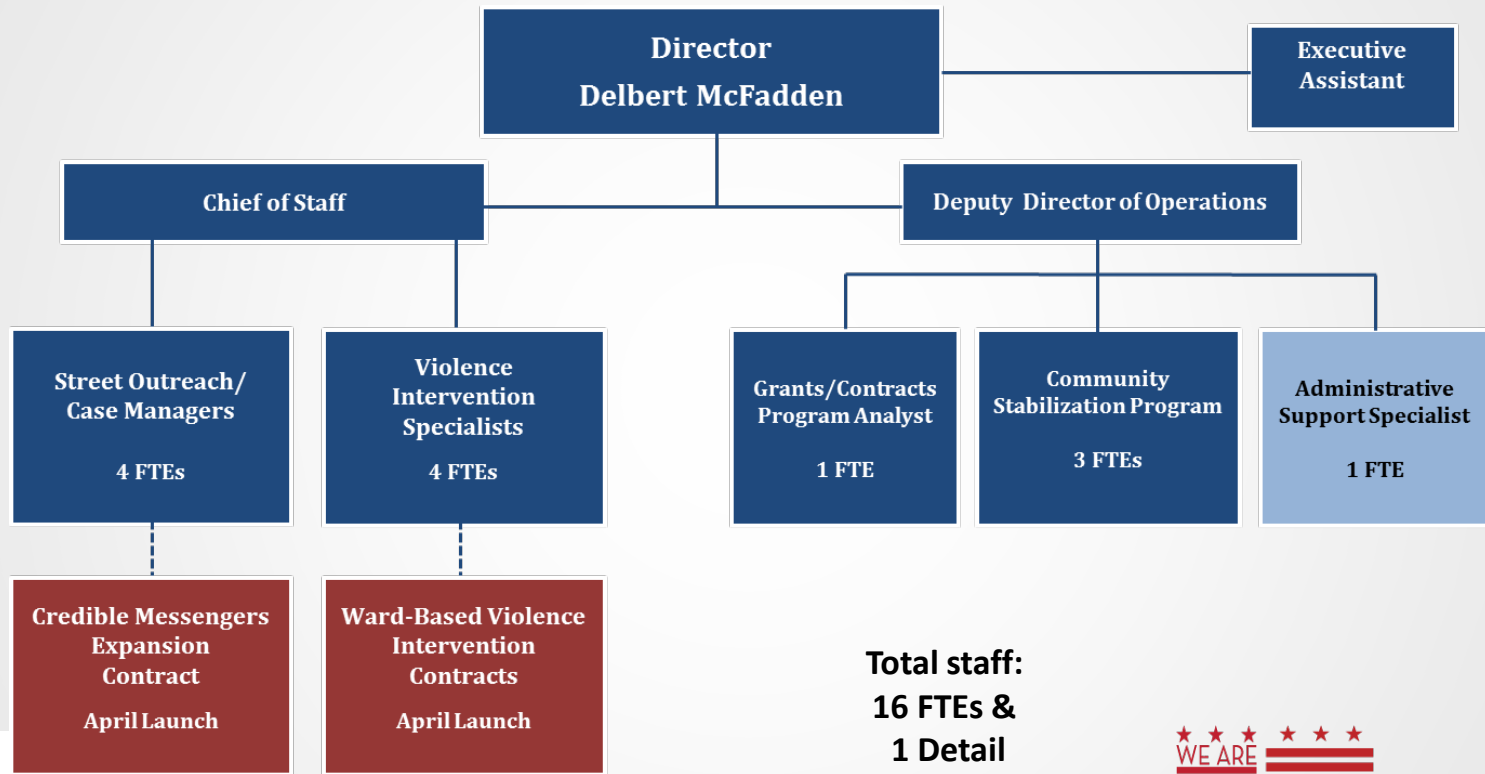 Director
Delbert McFadden
Executive
Assistant
Chief of Staff
Deputy Director of Operations
Street Outreach/
Case Managers
4 FTEs
Violence
Intervention
Specialists
4 FTEs
Grants/Contracts
Program Analyst
1 FTE
Community
Stabilization Program
3 FTEs
Administrative
Support Specialist
1 FTE
Credible Messengers
Expansion
Contract
April Launch
Ward-Based Violence
Intervention
Contracts
April Launch
Total staff:
16 FTEs &
1 Detail
WE ARE